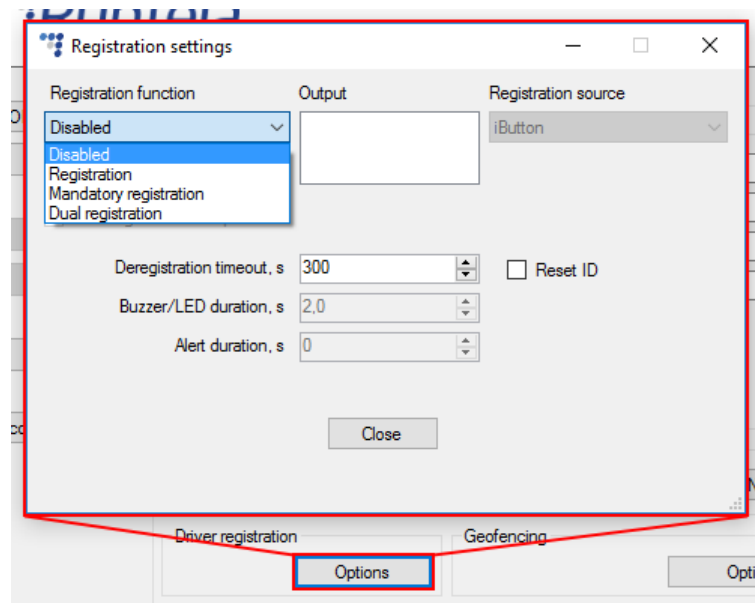 Registration settings
Registration function
Output
Registration source
Disabled
iButton
Disabled
Registration
Mandatory registration
Dual registration
Deregistration timeout, s
300
Reset ID
Buzzer/LED duration, s
2,0
Alert duration, s
0
Close
Driver registration
Geofencing
Options
Opti